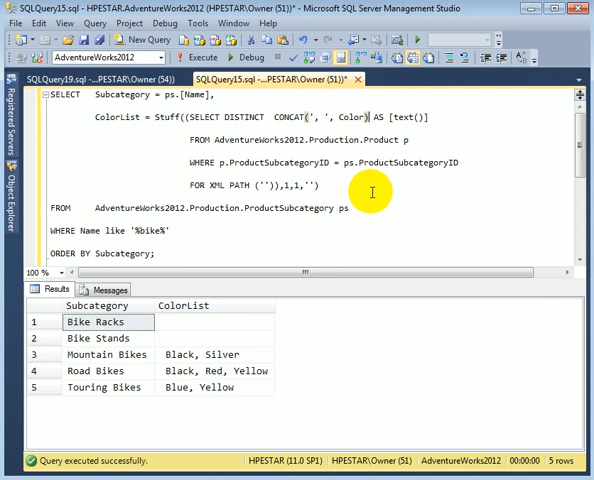 SQLQuery15.sql - HPESTAR.AdventureWorks2012 (HPESTAR\Owner (51))* - Microsoft SQL Server Management Studio
File Edit View Query Project Debug Tools Window Help
New Query
AdventureWorks2012 Execute Debug
SQLQuery19.sql -...PESTAR\Owner (54)) SQLQuery15.sql -...PESTAR\Owner (51))*
Registered Servers
Object Explorer
SELECT Subcategory = ps.[Name],
ColorList = Stuff((SELECT DISTINCT CONCAT(', ', Color) AS [text()]
FROM AdventureWorks2012.Production.Product p
WHERE p.ProductSubcategoryID = ps.ProductSubcategoryID
FOR XML PATH ('')),1,1,'')
FROM AdventureWorks2012.Production.ProductSubcategory ps
WHERE Name like '%bike%'
ORDER BY Subcategory;
100 %
Results Messages
Subcategory ColorList
1 Bike Racks
2 Bike Stands
3 Mountain Bikes Black, Silver
4 Road Bikes Black, Red, Yellow
5 Touring Bikes Blue, Yellow
Query executed successfully. HPESTAR (11.0 SP1) HPESTAR\Owner (51) AdventureWorks2012 00:00:00 5 rows